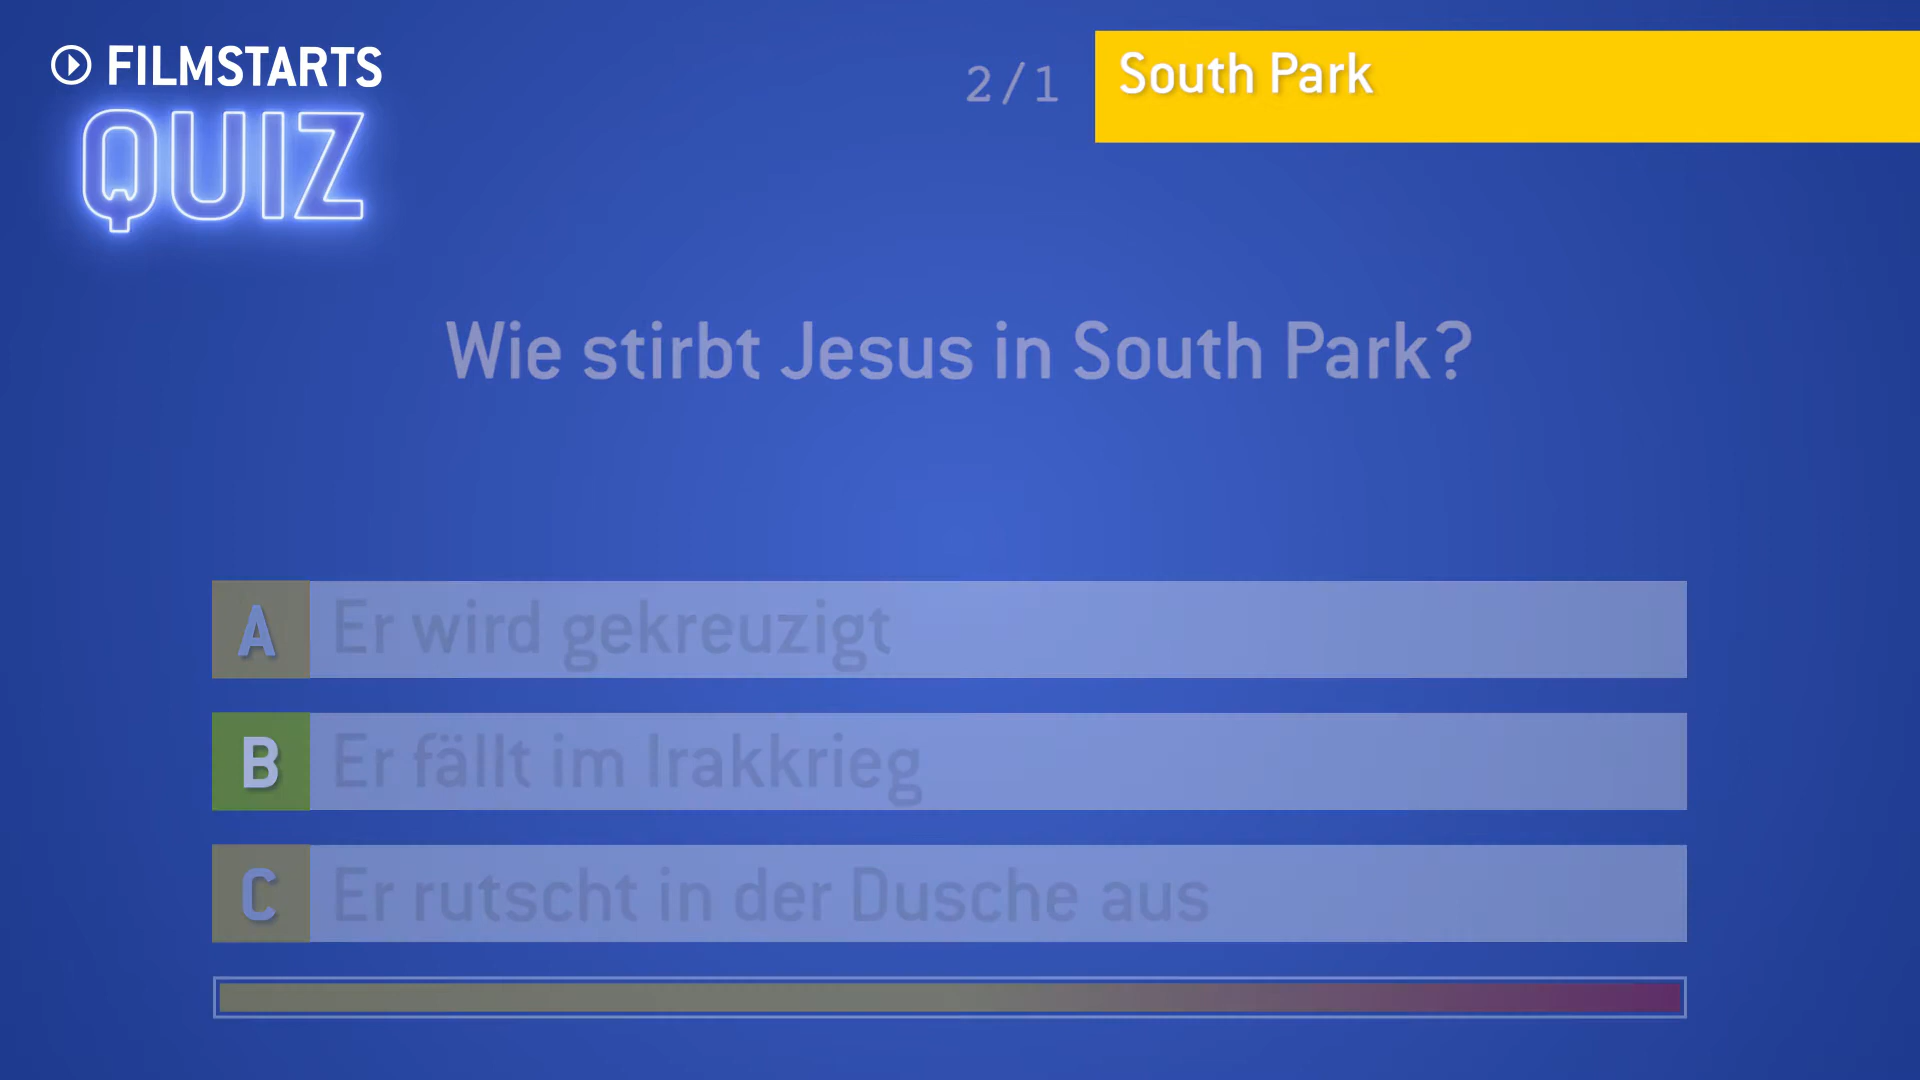 FILMSTARTS
QUIZ
2/1
South Park
Wie stirbt Jesus in South Park?
A Er wird gekreuzigt
B Er fällt im Irakkrieg
C Er rutscht in der Dusche aus